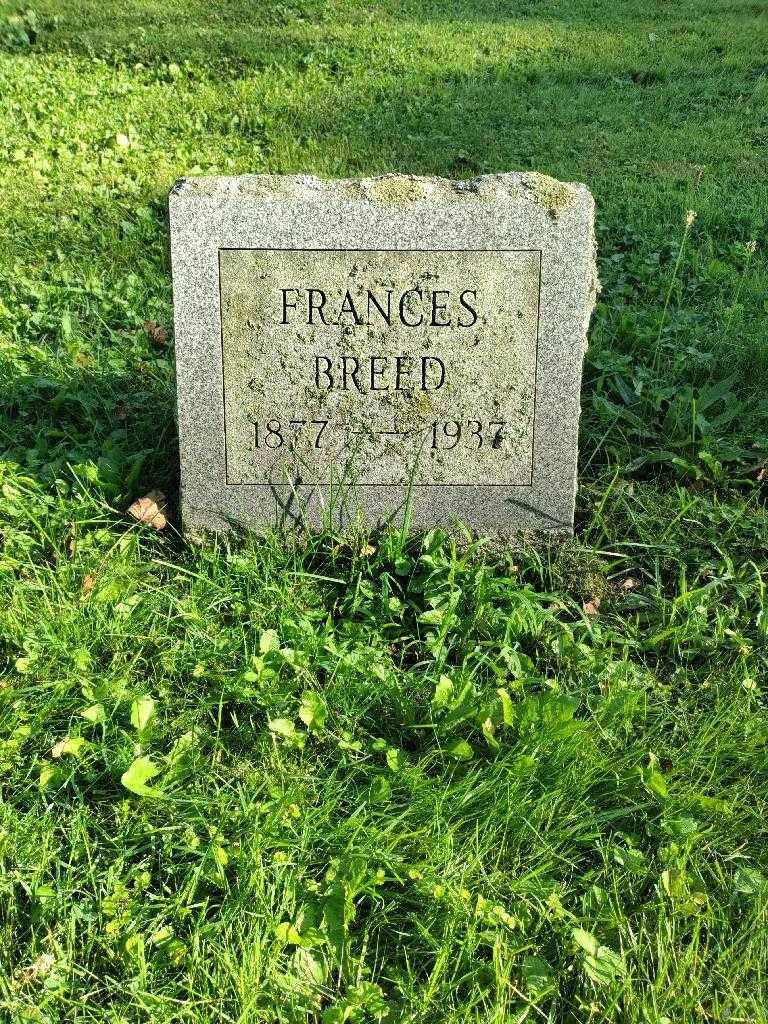 FRANCES
BREED
1877 — 1937